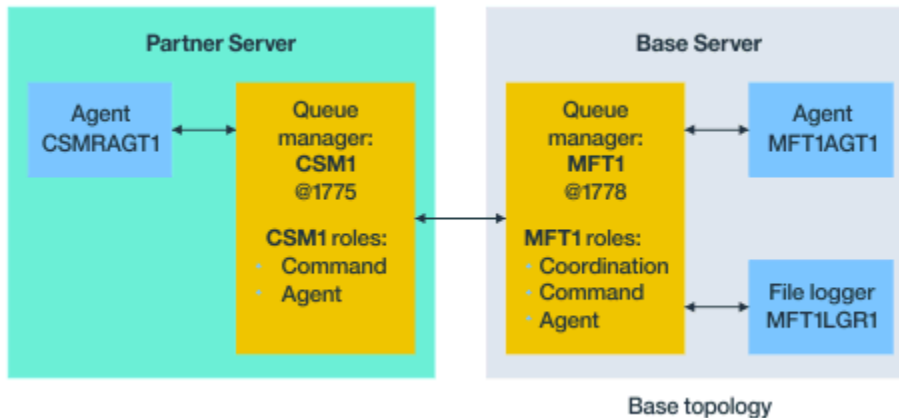 Partner Server
Agent
CSMRAGT1
Queue
manager:
CSM1
@1775
CSM1 roles:
• Command
• Agent
Base Server
Queue
manager:
MFT1
@1778
MFT1 roles:
• Coordination
• Command
• Agent
Agent
MFT1AGT1
File logger
MFT1LGR1
Base topology